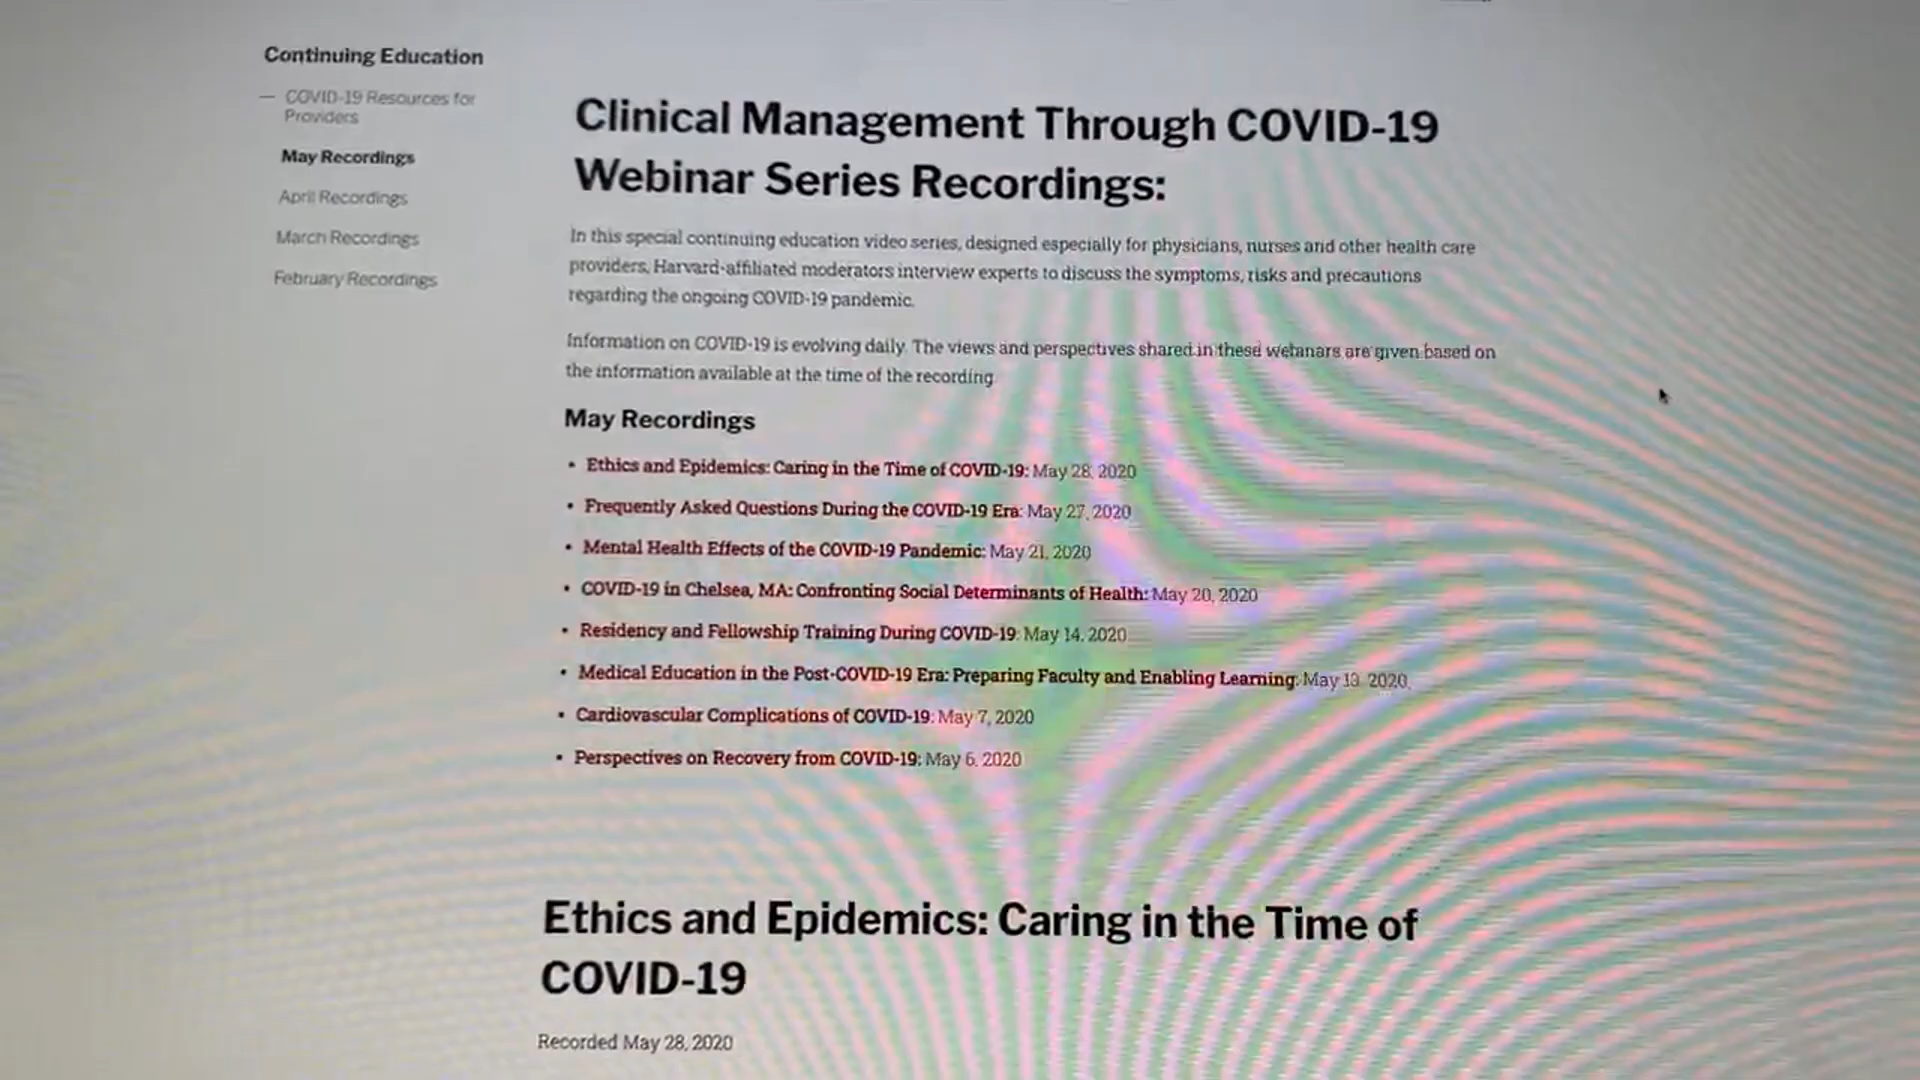 Continuing Education
— COVID-19 Resources for
Providers
May Recordings
April Recordings
March Recordings
February Recordings
Clinical Management Through COVID-19
Webinar Series Recordings:
In this special continuing education video series, designed especially for physicians, nurses and other health care
providers, Harvard-affiliated moderators interview experts to discuss the symptoms, risks and precautions
regarding the ongoing COVID-19 pandemic.
Information on COVID-19 is evolving daily. The views and perspectives shared in these webinars are given based on
the information available at the time of the recording.
May Recordings
• Ethics and Epidemics: Caring in the Time of COVID-19: May 28, 2020
• Frequently Asked Questions During the COVID-19 Era: May 27, 2020
• Mental Health Effects of the COVID-19 Pandemic: May 21, 2020
• COVID-19 in Chelsea, MA: Confronting Social Determinants of Health: May 20, 2020
• Residency and Fellowship Training During COVID-19: May 14, 2020
• Medical Education in the Post-COVID-19 Era: Preparing Faculty and Enabling Learning: May 13, 2020,
• Cardiovascular Complications of COVID-19: May 7, 2020
• Perspectives on Recovery from COVID-19: May 6, 2020
Ethics and Epidemics: Caring in the Time of
COVID-19
Recorded May 28, 2020